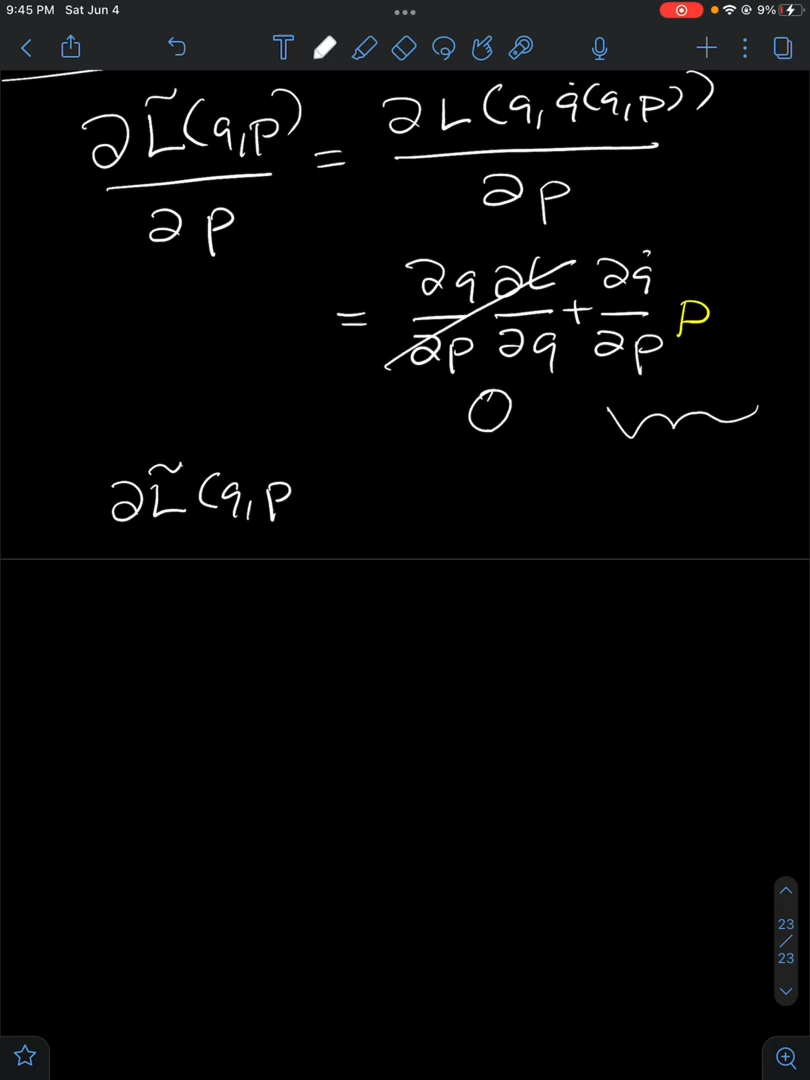 9:45 PM Sat Jun 4
9%
T
∂L̃(q,p)/∂p = ∂L(q, q̇(q,p))/∂p
= ∂q/∂p ∂L/∂q + ∂q̇/∂p p
0
∂L̃(q,p
23
/
23